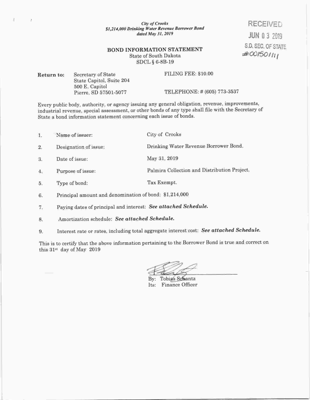 City of Crooks
$1,214,000 Drinking Water Revenue Borrower Bond
dated May 31, 2019
RECEIVED
JUN 03 2019
S.D. SEC. OF STATE
BOND INFORMATION STATEMENT
State of South Dakota
SDCL § 6-8B-19
Return to: Secretary of State FILING FEE: $10.00
State Capitol, Suite 204
500 E. Capitol
Pierre, SD 57501-5077 TELEPHONE: # (605) 773-3537
Every public body, authority, or agency issuing any general obligation, revenue, improvements,
industrial revenue, special assessment, or other bonds of any type shall file with the Secretary of
State a bond information statement concerning each issue of bonds.
1. Name of issuer: City of Crooks
2. Designation of issue: Drinking Water Revenue Borrower Bond.
3. Date of issue: May 31, 2019
4. Purpose of issue: Palmira Collection and Distribution Project.
5. Type of bond: Tax Exempt.
6. Principal amount and denomination of bond: $1,214,000
7. Paying dates of principal and interest: See attached Schedule.
8. Amortization schedule: See attached Schedule.
9. Interest rate or rates, including total aggregate interest cost: See attached Schedule.
This is to certify that the above information pertaining to the Borrower Bond is true and correct on
this 31st day of May 2019
By: Tobias Schantz
Its: Finance Officer